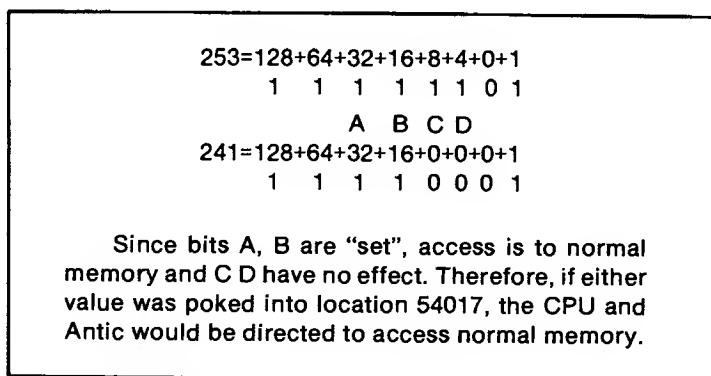 253=128+64+32+16+8+4+0+1
1 1 1 1 1 1 0 1
A B C D
241=128+64+32+16+0+0+0+1
1 1 1 1 0 0 0 1
Since bits A, B are “set”, access is to normal
memory and C D have no effect. Therefore, if either
value was poked into location 54017, the CPU and
Antic would be directed to access normal memory.